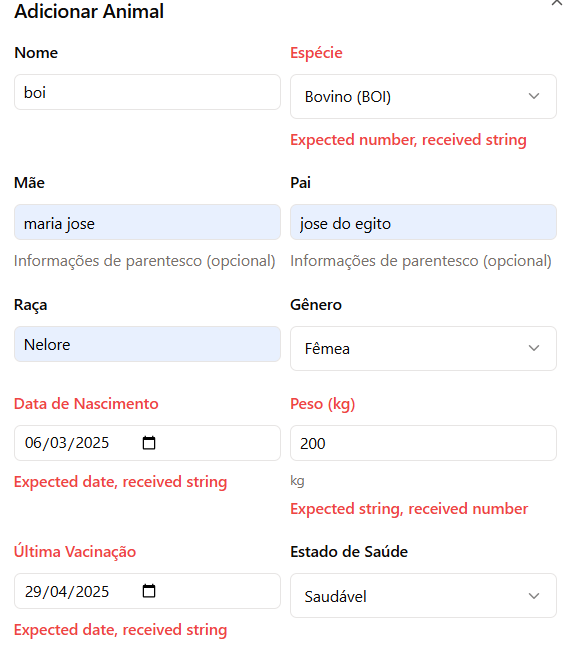 Adicionar Animal
Nome
Espécie
boi
Bovino (BOI)
Expected number, received string
Mãe
Pai
maria jose
jose do egito
Informações de parentesco (opcional)
Informações de parentesco (opcional)
Raça
Gênero
Nelore
Fêmea
Data de Nascimento
Peso (kg)
06/03/2025
200
kg
Expected date, received string
Expected string, received number
Última Vacinação
Estado de Saúde
29/04/2025
Saudável
Expected date, received string